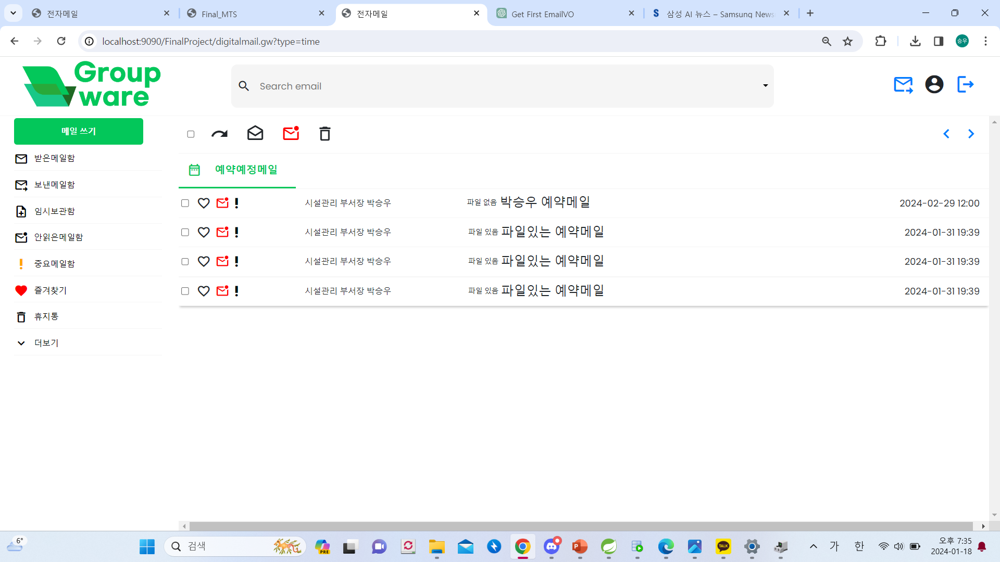 전자메일
Final_MTS
전자메일
Get First EmailVO
삼성 AI 뉴스 – Samsung News
localhost:9090/FinalProject/digitalmail.gw?type=time
승우
Group
ware
Search email
메일 쓰기
받은메일함
보낸메일함
임시보관함
안읽은메일함
중요메일함
즐겨찾기
휴지통
더보기
예약예정메일
시설관리 부서장 박승우 파일 없음 박승우 예약메일 2024-02-29 12:00
시설관리 부서장 박승우 파일 있음 파일있는 예약메일 2024-01-31 19:39
시설관리 부서장 박승우 파일 있음 파일있는 예약메일 2024-01-31 19:39
시설관리 부서장 박승우 파일 있음 파일있는 예약메일 2024-01-31 19:39
6°
검색
PRE
TALK
가
한
오후 7:35
2024-01-18